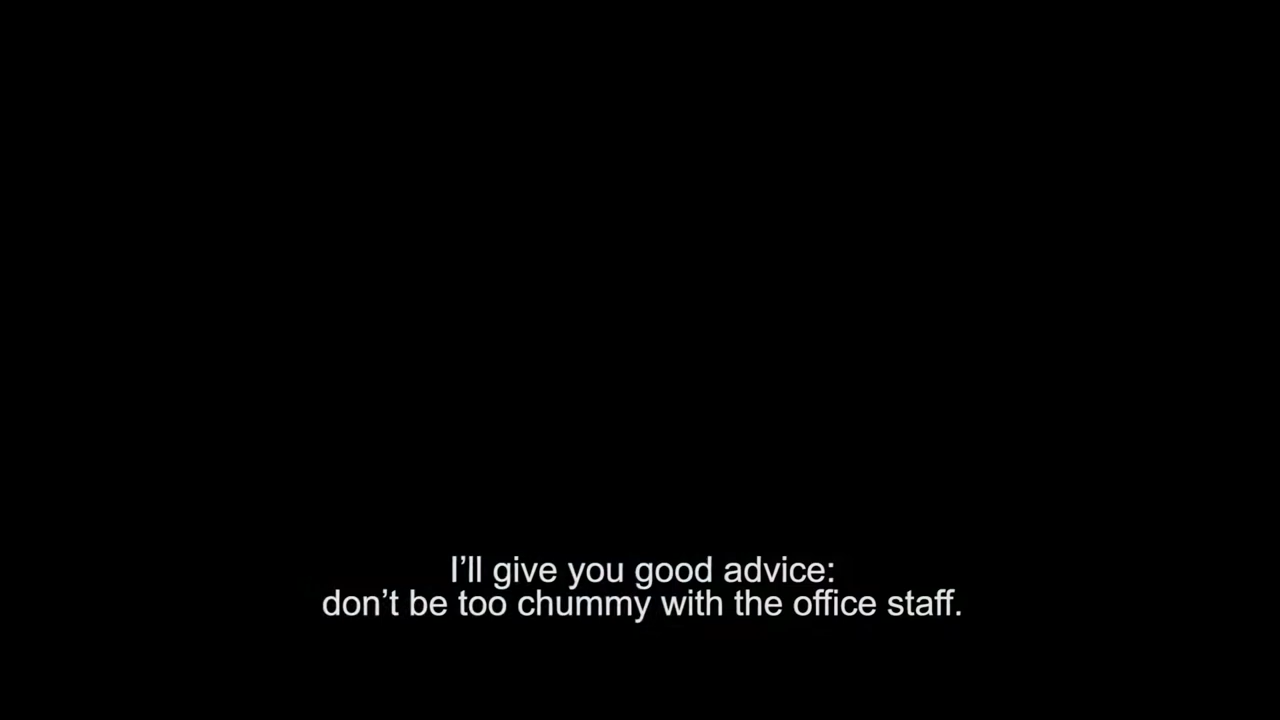 I’ll give you good advice:
don’t be too chummy with the office staff.